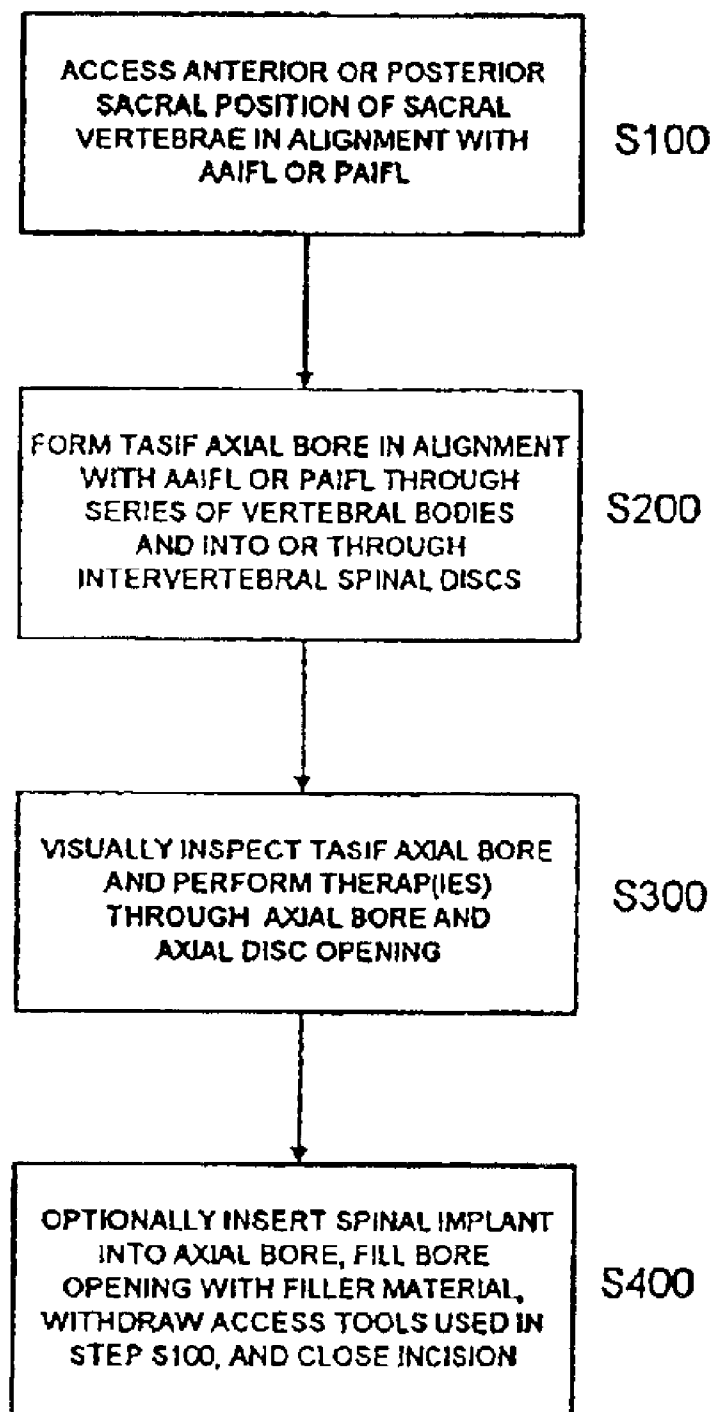 ACCESS ANTERIOR OR POSTERIOR
SACRAL POSITION OF SACRAL
VERTEBRAE IN ALIGNMENT WITH
AAIFL OR PAIFL
S100
FORM TASIF AXIAL BORE IN ALIGNMENT
WITH AAIFL OR PAIFL THROUGH
SERIES OF VERTEBRAL BODIES
AND INTO OR THROUGH
INTERVERTEBRAL SPINAL DISCS
S200
VISUALLY INSPECT TASIF AXIAL BORE
AND PERFORM THERAP(IES)
THROUGH AXIAL BORE AND
AXIAL DISC OPENING
S300
OPTIONALLY INSERT SPINAL IMPLANT
INTO AXIAL BORE, FILL BORE
OPENING WITH FILLER MATERIAL,
WITHDRAW ACCESS TOOLS USED IN
STEP S100, AND CLOSE INCISION
S400